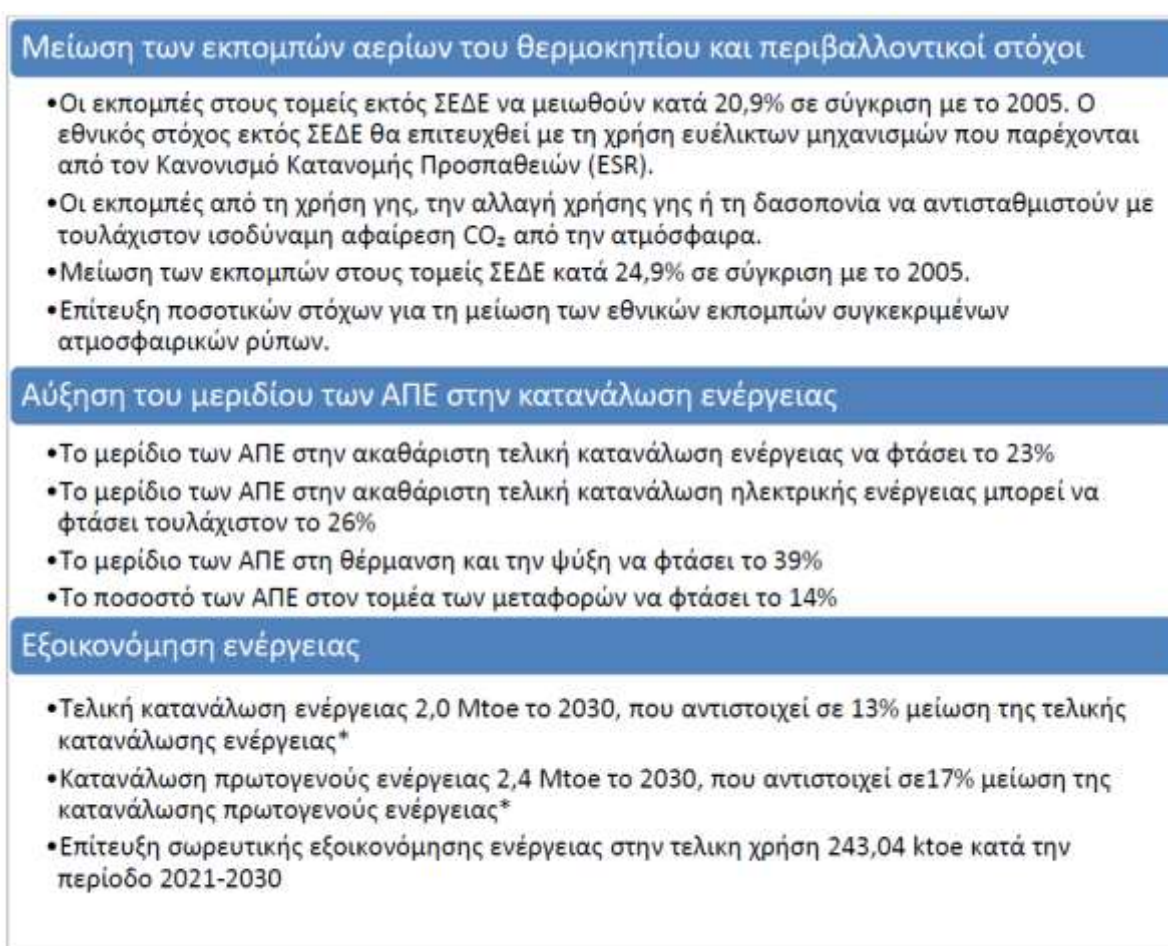 Μείωση των εκπομπών αερίων του θερμοκηπίου και περιβαλλοντικοί στόχοι
•Οι εκπομπές στους τομείς εκτός ΣΕΔΕ να μειωθούν κατά 20,9% σε σύγκριση με το 2005. Ο
εθνικός στόχος εκτός ΣΕΔΕ θα επιτευχθεί με τη χρήση ευέλικτων μηχανισμών που παρέχονται
από τον Κανονισμό Κατανομής Προσπαθειών (ESR).
•Οι εκπομπές από τη χρήση γης, την αλλαγή χρήσης γης ή τη δασοπονία να αντισταθμιστούν με
τουλάχιστον ισοδύναμη αφαίρεση CO₂ από την ατμόσφαιρα.
•Μείωση των εκπομπών στους τομείς ΣΕΔΕ κατά 24,9% σε σύγκριση με το 2005.
•Επίτευξη ποσοτικών στόχων για τη μείωση των εθνικών εκπομπών συγκεκριμένων
ατμοσφαιρικών ρύπων.
Αύξηση του μεριδίου των ΑΠΕ στην κατανάλωση ενέργειας
•Το μερίδιο των ΑΠΕ στην ακαθάριστη τελική κατανάλωση ενέργειας να φτάσει το 23%
•Το μερίδιο των ΑΠΕ στην ακαθάριστη τελική κατανάλωση ηλεκτρικής ενέργειας μπορεί να
φτάσει τουλάχιστον το 26%
•Το μερίδιο των ΑΠΕ στη θέρμανση και την ψύξη να φτάσει το 39%
•Το ποσοστό των ΑΠΕ στον τομέα των μεταφορών να φτάσει το 14%
Εξοικονόμηση ενέργειας
•Τελική κατανάλωση ενέργειας 2,0 Mtoe το 2030, που αντιστοιχεί σε 13% μείωση της τελικής
κατανάλωσης ενέργειας*
•Κατανάλωση πρωτογενούς ενέργειας 2,4 Mtoe το 2030, που αντιστοιχεί σε17% μείωση της
κατανάλωσης πρωτογενούς ενέργειας*
•Επίτευξη σωρευτικής εξοικονόμησης ενέργειας στην τελικη χρήση 243,04 ktoe κατά την
περίοδο 2021-2030